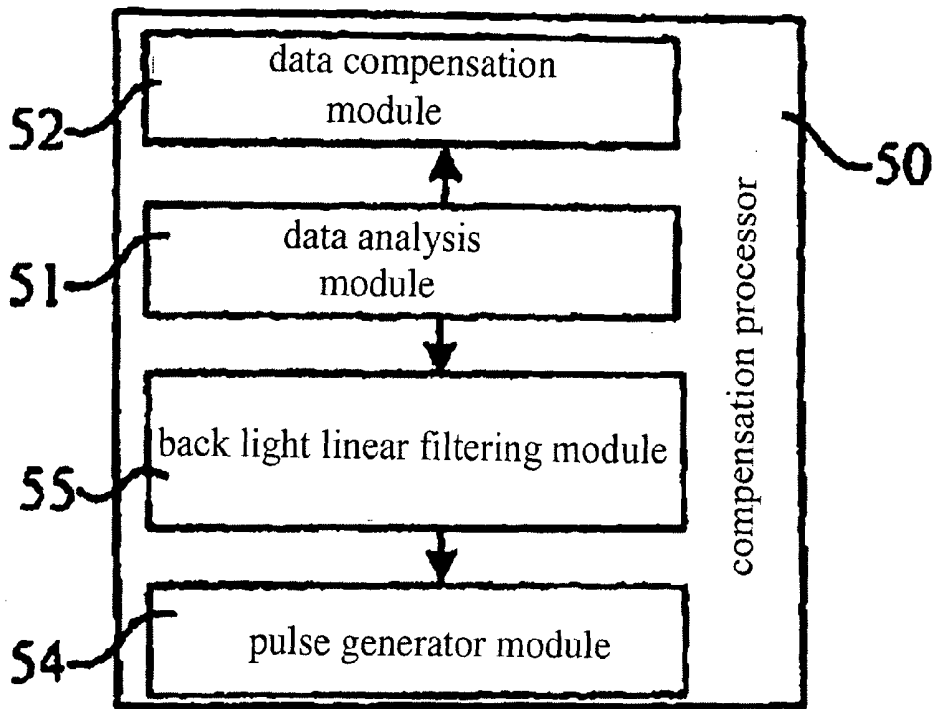 data compensation
module
52
50
data analysis
module
51
compensation processor
back light linear filtering module
55
pulse generator module
54